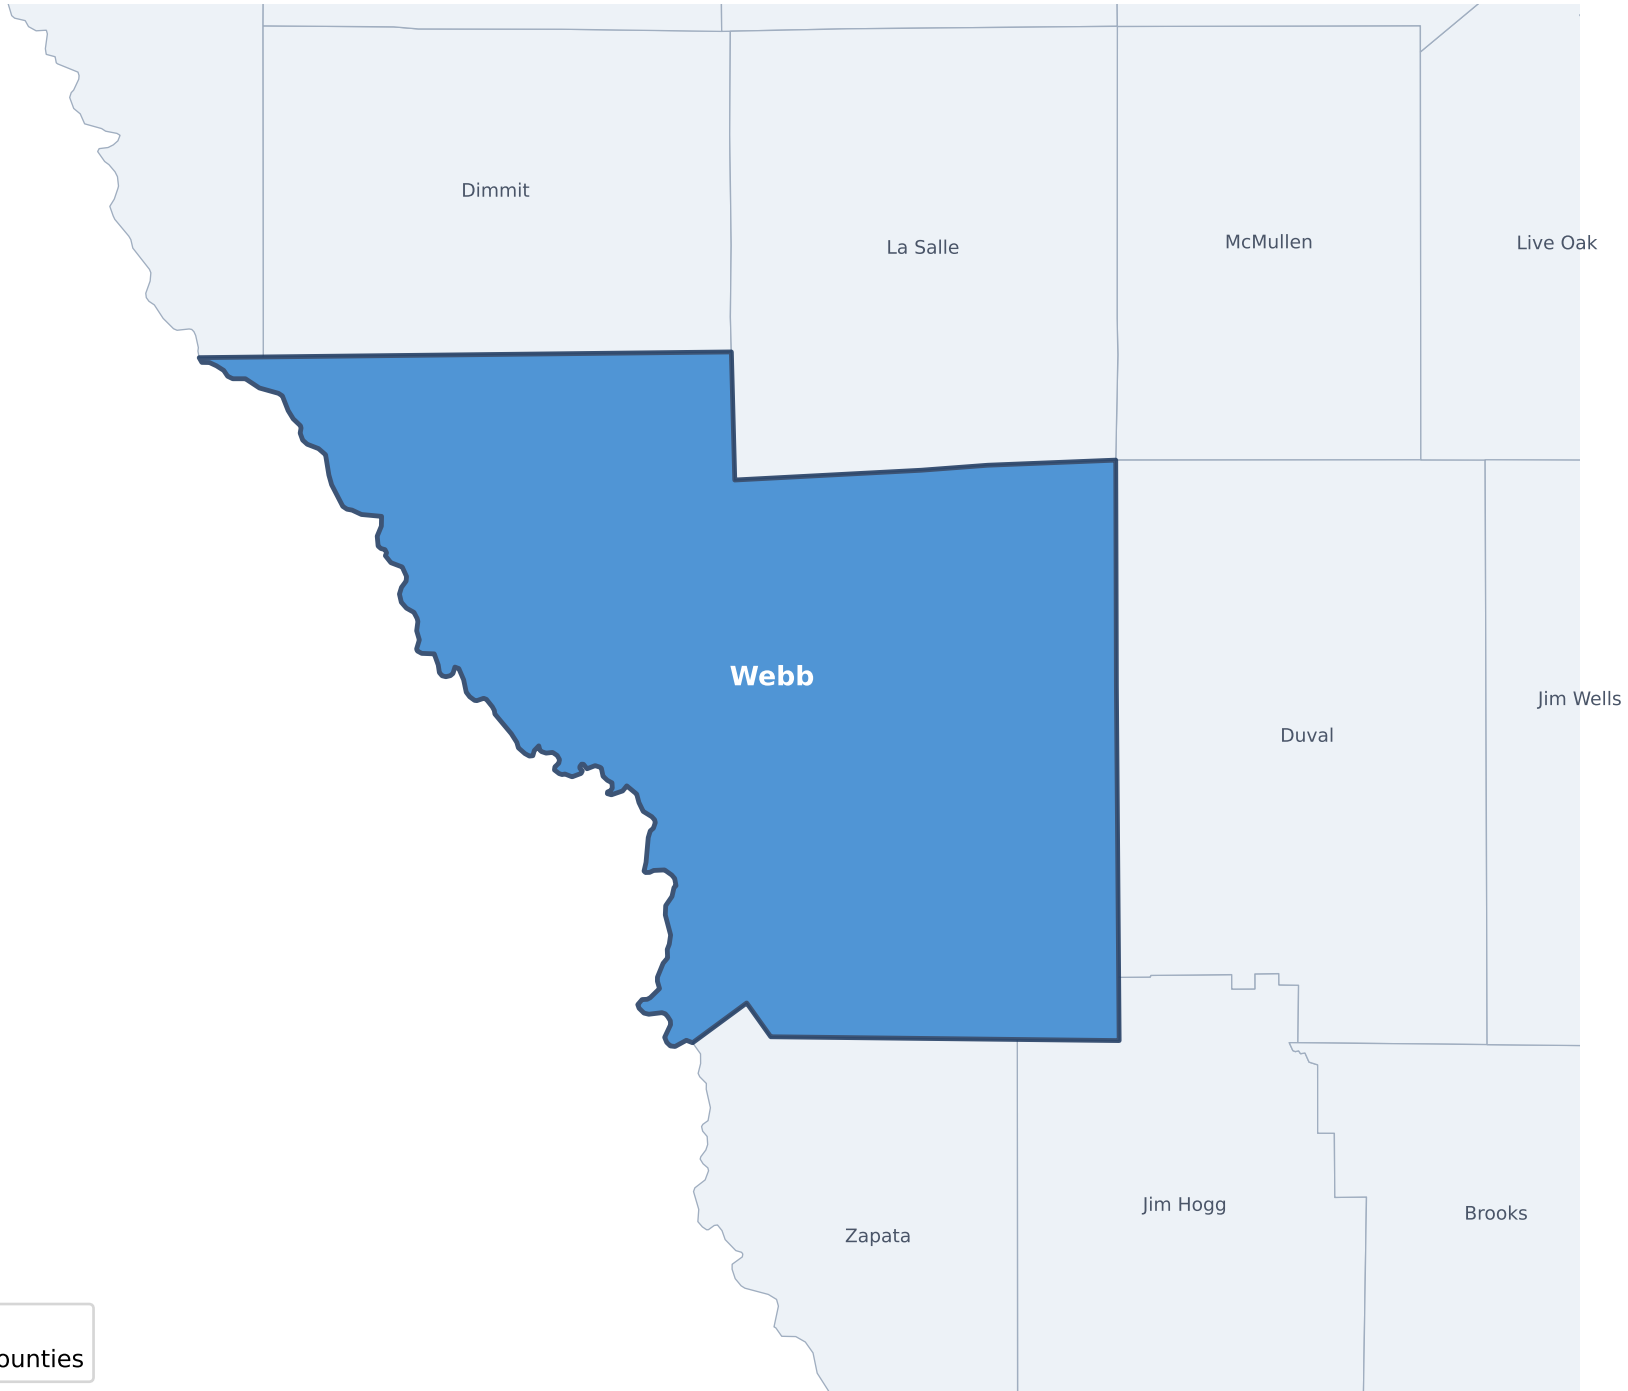 Dimmit
La Salle
McMullen
Live Oak
Webb
Jim Wells
Duval
Jim Hogg
Brooks
Zapata
ounties